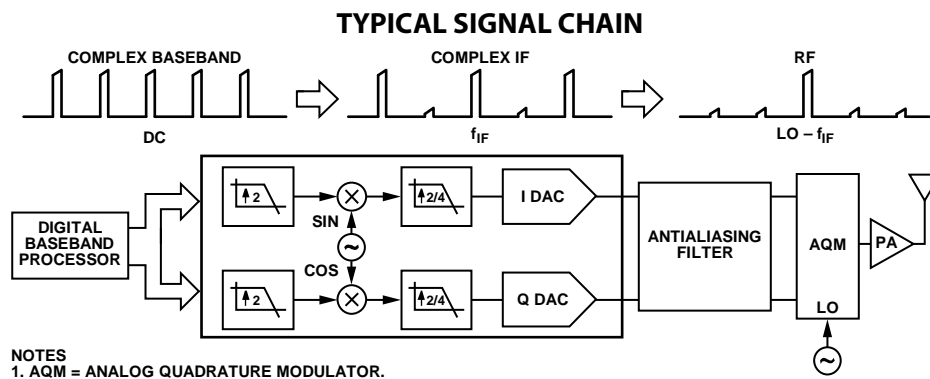 TYPICAL SIGNAL CHAIN
COMPLEX BASEBAND
COMPLEX IF
RF
DC
fIF
LO – fIF
DIGITAL
BASEBAND
PROCESSOR
2
SIN
2/4
I DAC
~
COS
2
2/4
Q DAC
ANTIALIASING
FILTER
AQM
LO
PA
~
NOTES
1. AQM = ANALOG QUADRATURE MODULATOR.